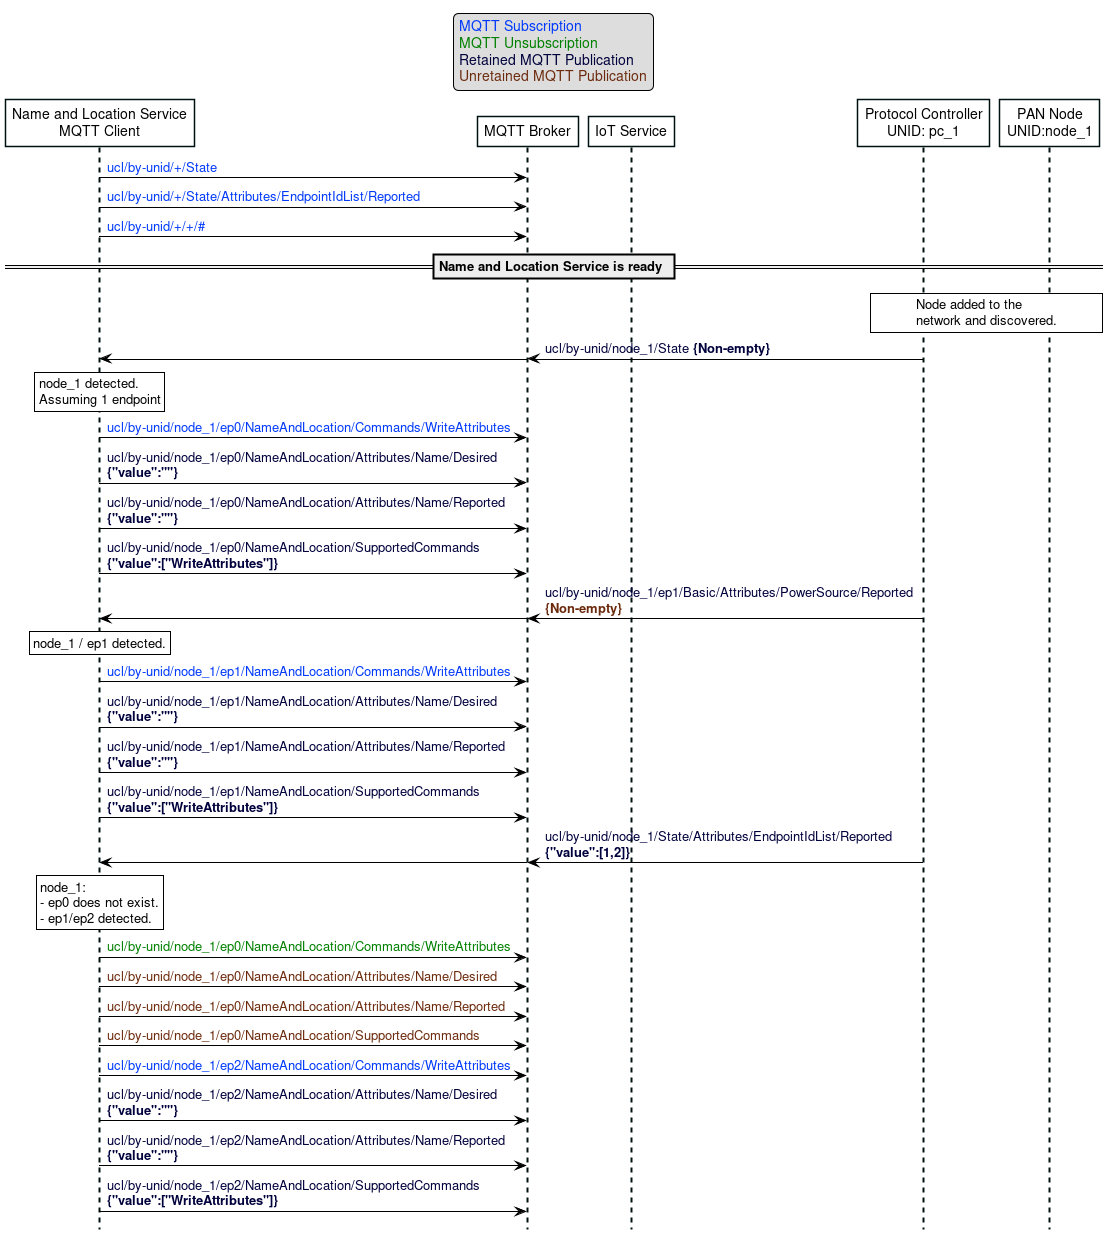 MQTT Subscription
MQTT Unsubscription
Retained MQTT Publication
Unretained MQTT Publication
Name and Location Service
MQTT Client
MQTT Broker
IoT Service
Protocol Controller
UNID: pc_1
PAN Node
UNID:node_1
ucl/by-unid/+/State
ucl/by-unid/+/State/Attributes/EndpointIdList/Reported
ucl/by-unid/+/+/#
Name and Location Service is ready
Node added to the
network and discovered.
ucl/by-unid/node_1/State {Non-empty}
node_1 detected.
Assuming 1 endpoint
ucl/by-unid/node_1/ep0/NameAndLocation/Commands/WriteAttributes
ucl/by-unid/node_1/ep0/NameAndLocation/Attributes/Name/Desired
{"value":""}
ucl/by-unid/node_1/ep0/NameAndLocation/Attributes/Name/Reported
{"value":""}
ucl/by-unid/node_1/ep0/NameAndLocation/SupportedCommands
{"value":["WriteAttributes"]}
ucl/by-unid/node_1/ep1/Basic/Attributes/PowerSource/Reported
{Non-empty}
node_1 / ep1 detected.
ucl/by-unid/node_1/ep1/NameAndLocation/Commands/WriteAttributes
ucl/by-unid/node_1/ep1/NameAndLocation/Attributes/Name/Desired
{"value":""}
ucl/by-unid/node_1/ep1/NameAndLocation/Attributes/Name/Reported
{"value":""}
ucl/by-unid/node_1/ep1/NameAndLocation/SupportedCommands
{"value":["WriteAttributes"]}
ucl/by-unid/node_1/State/Attributes/EndpointIdList/Reported
{"value":[1,2]}
node_1:
- ep0 does not exist.
- ep1/ep2 detected.
ucl/by-unid/node_1/ep0/NameAndLocation/Commands/WriteAttributes
ucl/by-unid/node_1/ep0/NameAndLocation/Attributes/Name/Desired
ucl/by-unid/node_1/ep0/NameAndLocation/Attributes/Name/Reported
ucl/by-unid/node_1/ep0/NameAndLocation/SupportedCommands
ucl/by-unid/node_1/ep2/NameAndLocation/Commands/WriteAttributes
ucl/by-unid/node_1/ep2/NameAndLocation/Attributes/Name/Desired
{"value":""}
ucl/by-unid/node_1/ep2/NameAndLocation/Attributes/Name/Reported
{"value":""}
ucl/by-unid/node_1/ep2/NameAndLocation/SupportedCommands
{"value":["WriteAttributes"]}